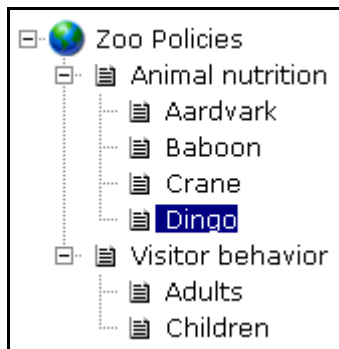 Zoo Policies
Animal nutrition
Aardvark
Baboon
Crane
Dingo
Visitor behavior
Adults
Children